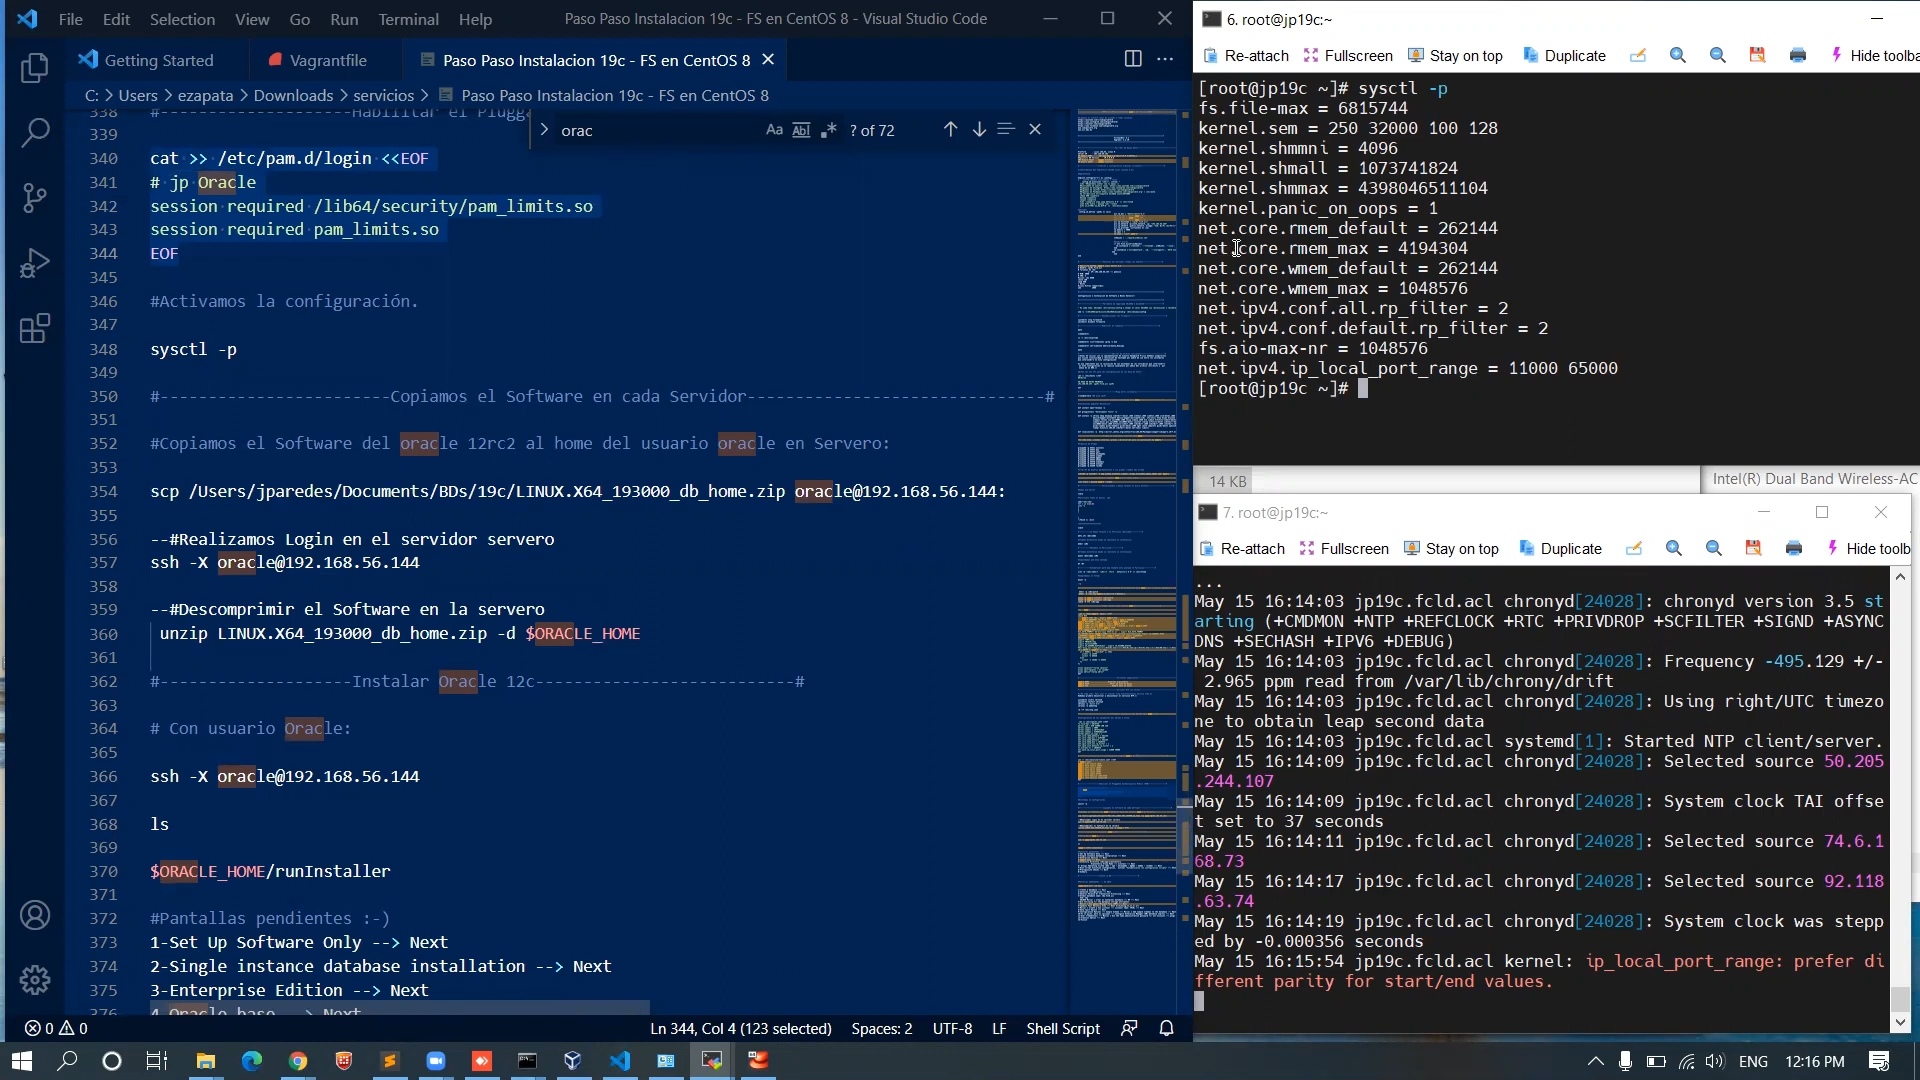 File Edit Selection View Go Run Terminal Help
Paso Paso Instalacion 19c - FS en CentOS 8 - Visual Studio Code
Getting Started
Vagrantfile
Paso Paso Instalacion 19c - FS en CentOS 8
C: > Users > ezapata > Downloads > servicios > Paso Paso Instalacion 19c - FS en CentOS 8
orac
? of 72
338 #-------------------Habilitar el Plugga
339
340 cat >> /etc/pam.d/login <<EOF
341 # jp Oracle
342 session required /lib64/security/pam_limits.so
343 session required pam_limits.so
344 EOF
345
346 #Activamos la configuración.
347
348 sysctl -p
349
350 #------------------------Copiamos el Software en cada Servidor-------------------------------#
351
352 #Copiamos el Software del oracle 12rc2 al home del usuario oracle en Servero:
353
354 scp /Users/jparedes/Documents/BDs/19c/LINUX.X64_193000_db_home.zip oracle@192.168.56.144:
355
356 --#Realizamos Login en el servidor servero
357 ssh -X oracle@192.168.56.144
358
359 --#Descomprimir el Software en la servero
360 unzip LINUX.X64_193000_db_home.zip -d $ORACLE_HOME
361
362 #--------------------Instalar Oracle 12c---------------------------#
363
364 # Con usuario Oracle:
365
366 ssh -X oracle@192.168.56.144
367
368 ls
369
370 $ORACLE_HOME/runInstaller
371
372 #Pantallas pendientes :-)
373 1-Set Up Software Only --> Next
374 2-Single instance database installation --> Next
375 3-Enterprise Edition --> Next
376 4-Oracle base --> Next
0 0
Ln 344, Col 4 (123 selected) Spaces: 2 UTF-8 LF Shell Script
6. root@jp19c:~
Re-attach Fullscreen Stay on top Duplicate Hide toolba
[root@jp19c ~]# sysctl -p
fs.file-max = 6815744
kernel.sem = 250 32000 100 128
kernel.shmmni = 4096
kernel.shmall = 1073741824
kernel.shmmax = 4398046511104
kernel.panic_on_oops = 1
net.core.rmem_default = 262144
net.core.rmem_max = 4194304
net.core.wmem_default = 262144
net.core.wmem_max = 1048576
net.ipv4.conf.all.rp_filter = 2
net.ipv4.conf.default.rp_filter = 2
fs.aio-max-nr = 1048576
net.ipv4.ip_local_port_range = 11000 65000
[root@jp19c ~]#
14 KB
Intel(R) Dual Band Wireless-AC
7. root@jp19c:~
Re-attach Fullscreen Stay on top Duplicate Hide toolb
...
May 15 16:14:03 jp19c.fcld.acl chronyd[24028]: chronyd version 3.5 st
arting (+CMDMON +NTP +REFCLOCK +RTC +PRIVDROP +SCFILTER +SIGND +ASYNC
DNS +SECHASH +IPV6 +DEBUG)
May 15 16:14:03 jp19c.fcld.acl chronyd[24028]: Frequency -495.129 +/-
2.965 ppm read from /var/lib/chrony/drift
May 15 16:14:03 jp19c.fcld.acl chronyd[24028]: Using right/UTC timezo
ne to obtain leap second data
May 15 16:14:03 jp19c.fcld.acl systemd[1]: Started NTP client/server.
May 15 16:14:09 jp19c.fcld.acl chronyd[24028]: Selected source 50.205
.244.107
May 15 16:14:09 jp19c.fcld.acl chronyd[24028]: System clock TAI offse
t set to 37 seconds
May 15 16:14:11 jp19c.fcld.acl chronyd[24028]: Selected source 74.6.1
68.73
May 15 16:14:17 jp19c.fcld.acl chronyd[24028]: Selected source 92.118
.63.74
May 15 16:14:19 jp19c.fcld.acl chronyd[24028]: System clock was stepp
ed by -0.000356 seconds
May 15 16:15:54 jp19c.fcld.acl kernel: ip_local_port_range: prefer di
fferent parity for start/end values.
ENG 12:16 PM